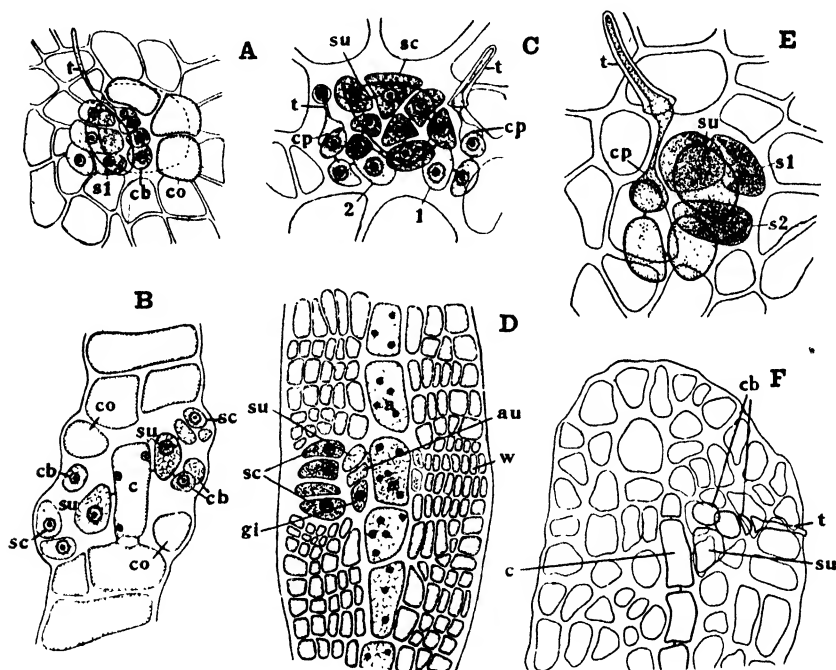 A
t
s1 cb co
su sc C
t
t
cp cp
2 1
E
t
su
cp s1
s2
B
co
su sc
cb
su c cb
sc
co
D
su a au
sc w
gi
F
cb
t
c su